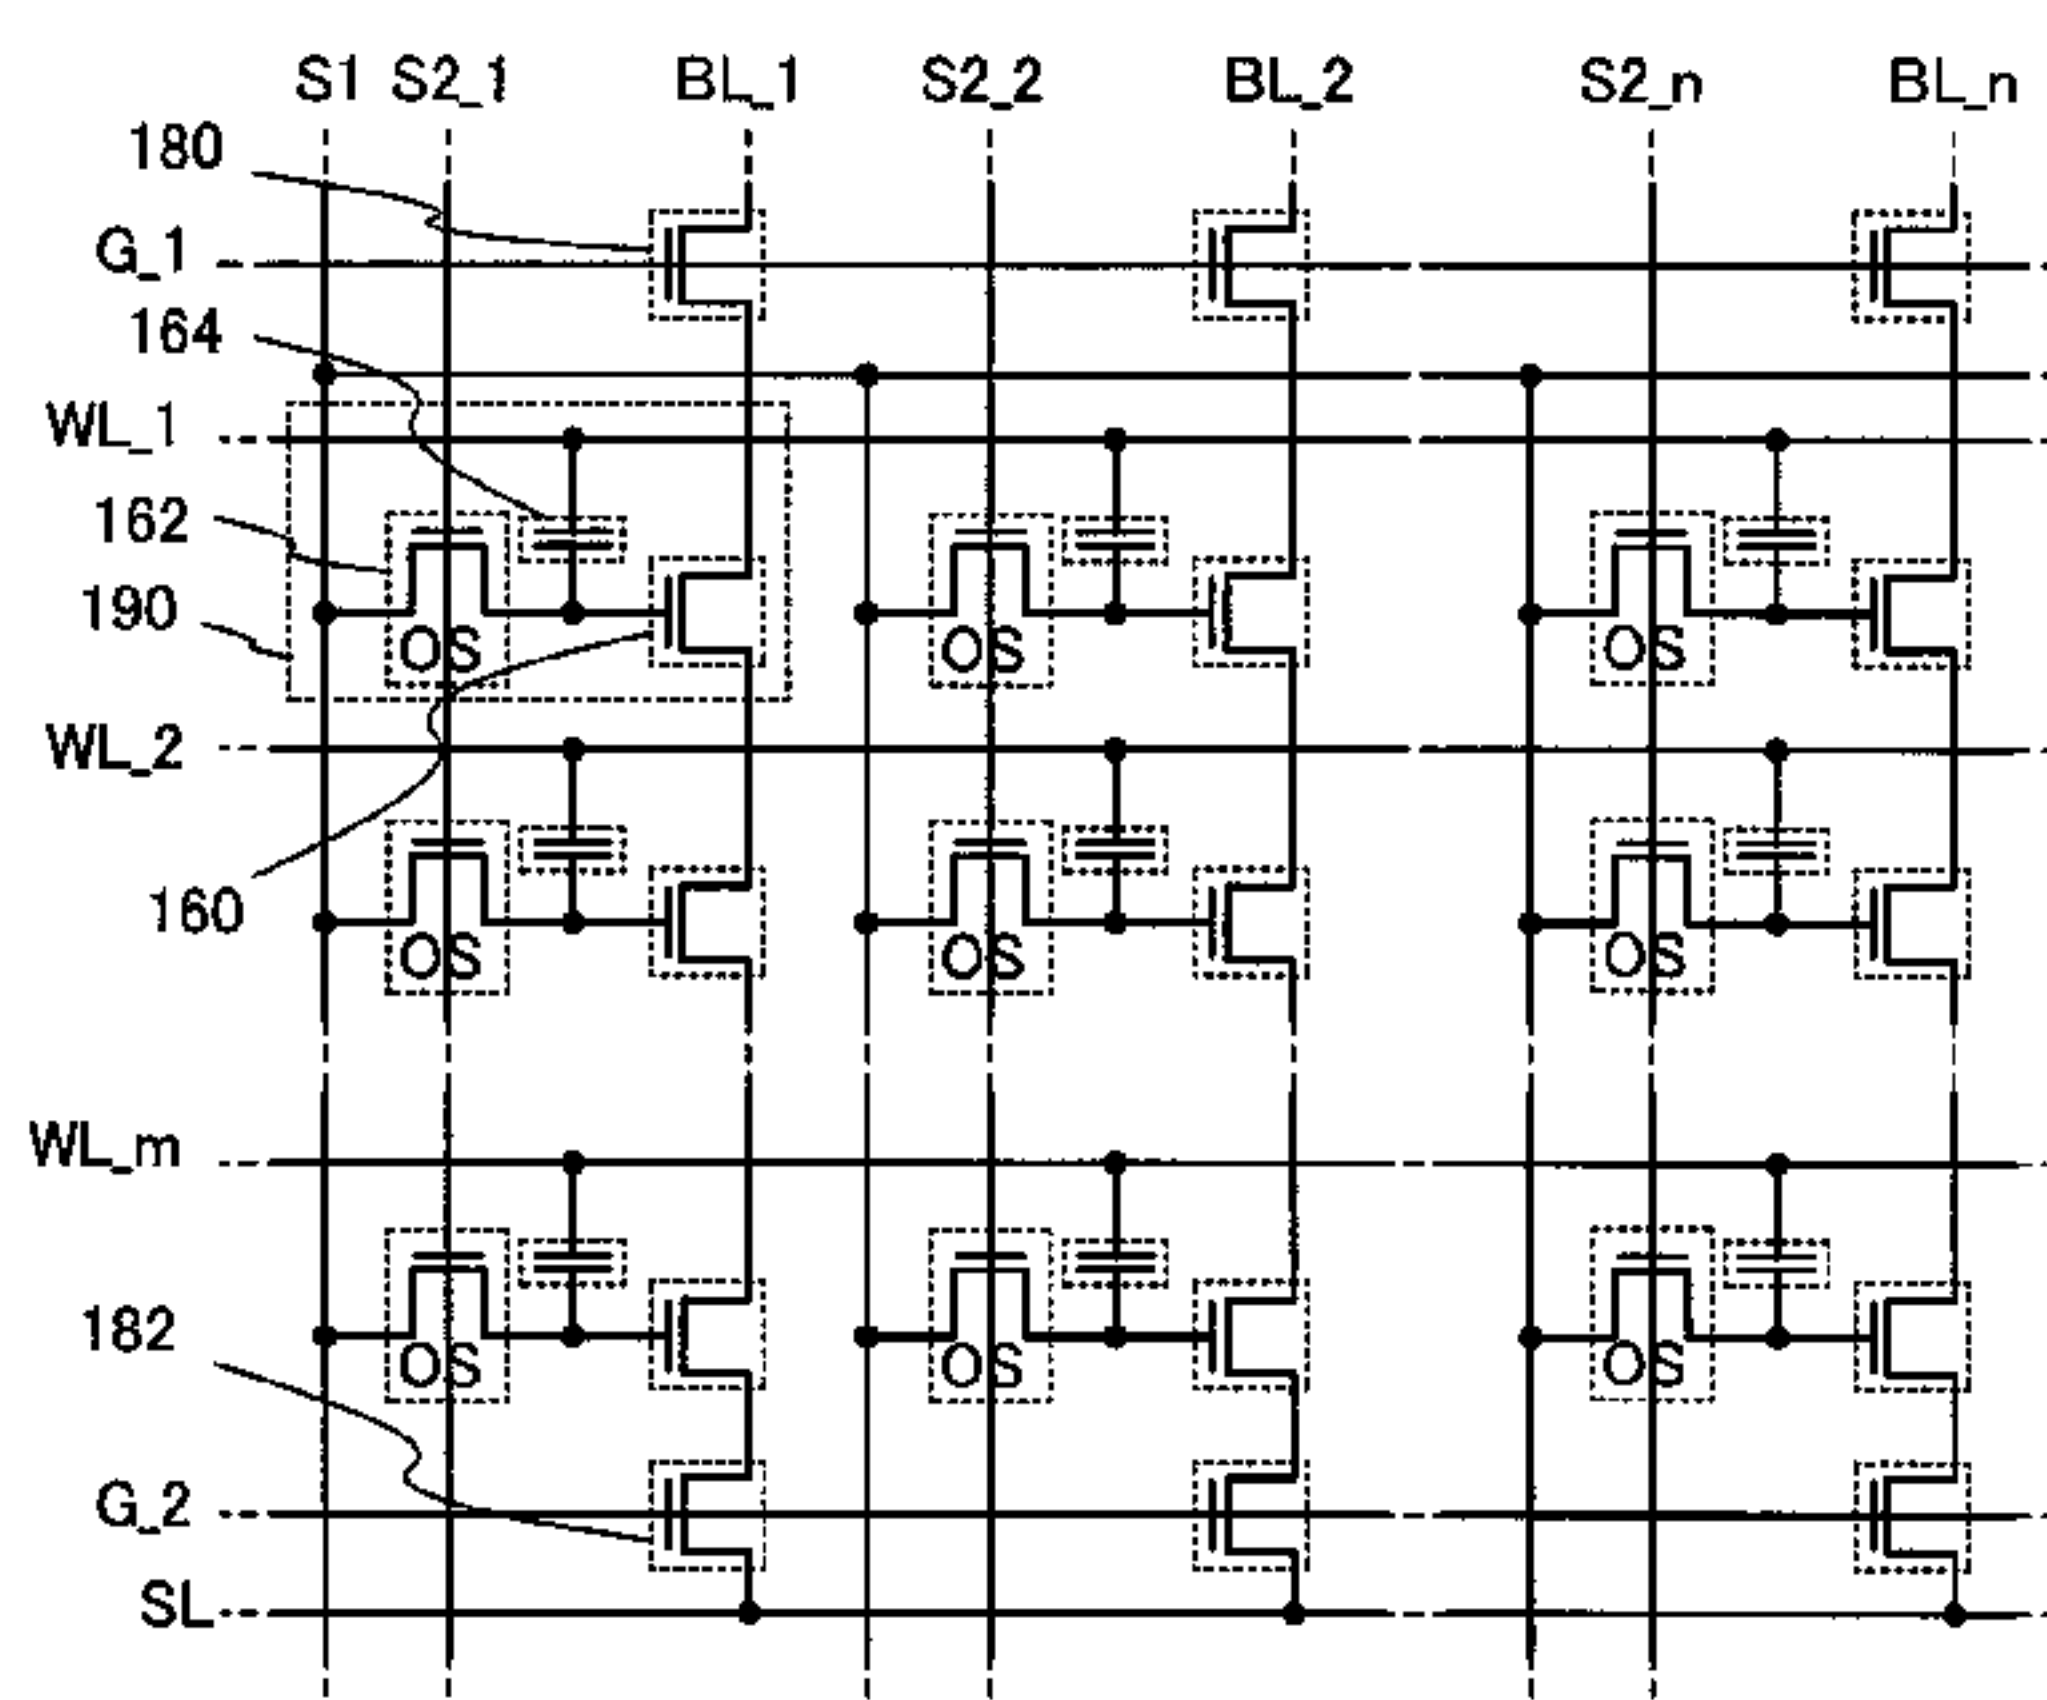 S1 S2_1 BL_1 S2_2 BL_2 S2_n BL_n
180
G_1
164
WL_1
162
190
OS OS OS
WL_2
160
OS OS OS
WL_m
182
OS OS OS
G_2
SL